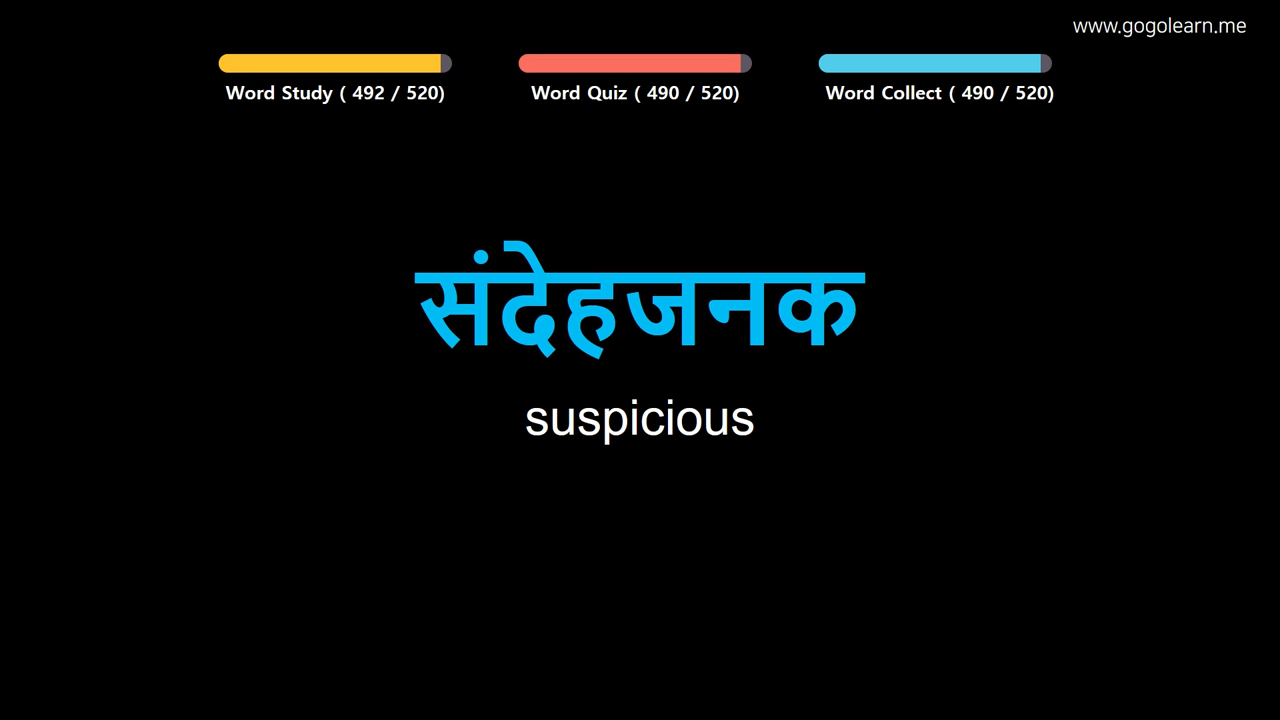 www.gogolearn.me
Word Study ( 492 / 520) Word Quiz ( 490 / 520) Word Collect ( 490 / 520)
संदेहजनक
suspicious